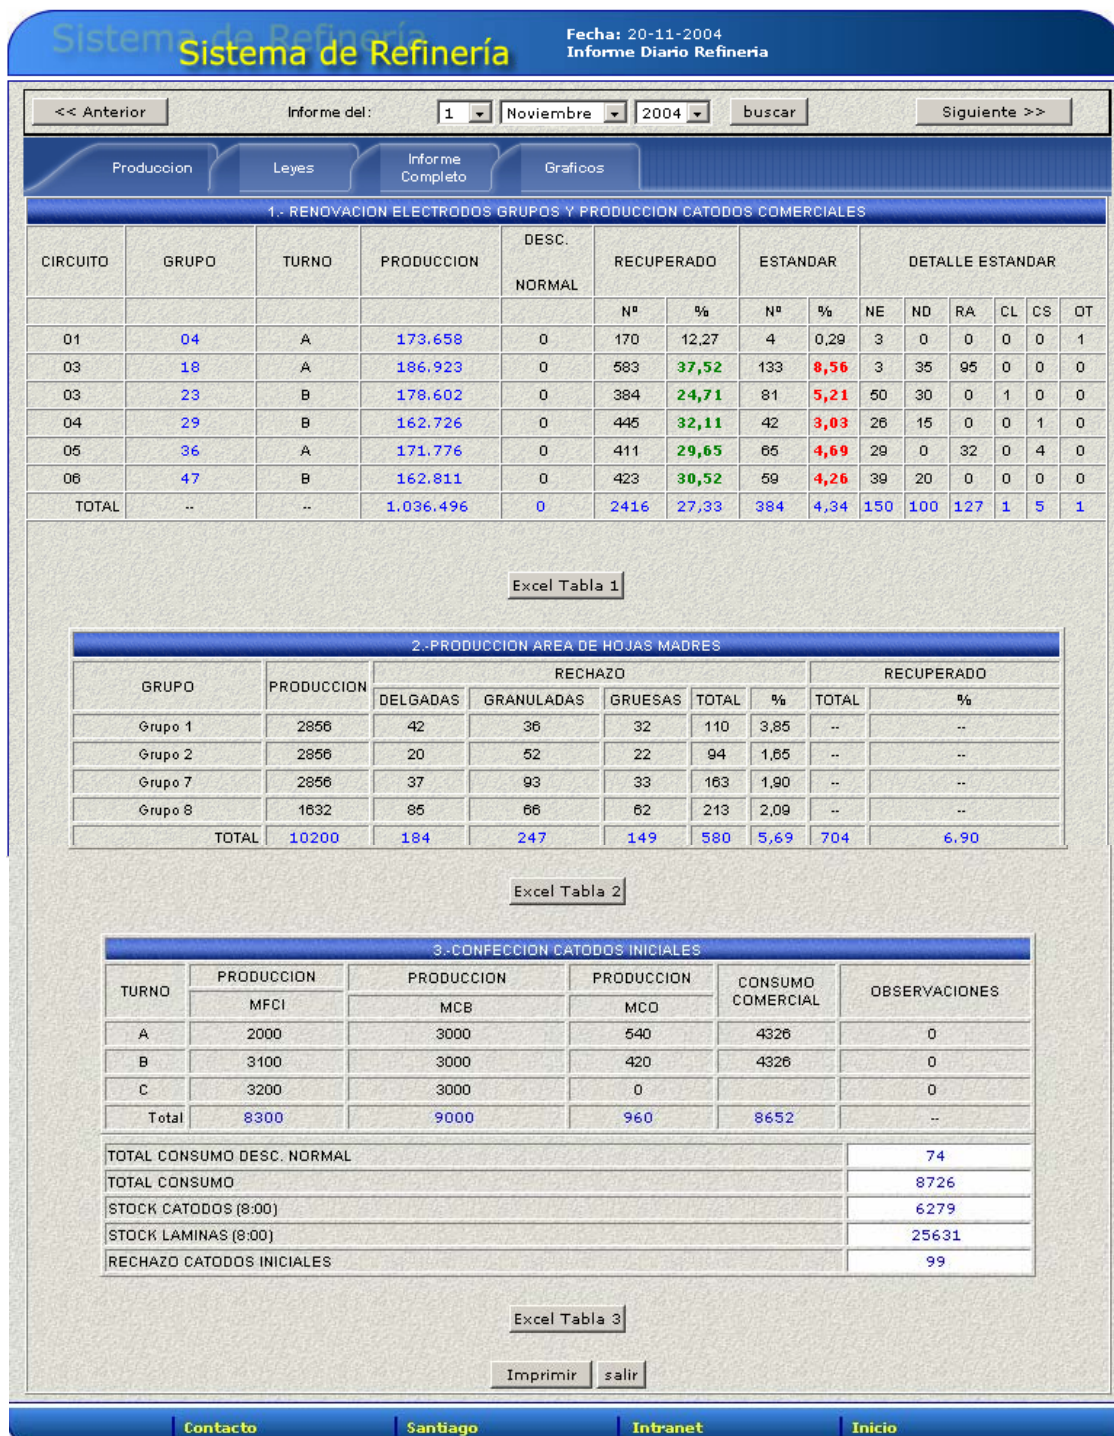 Sistema de Refinería
Sistema de Refinería
Fecha: 20-11-2004
Informe Diario Refineria
<< Anterior Informe del: 1 Noviembre 2004 buscar Siguiente >>
Produccion Leyes Informe Completo Graficos
1.- RENOVACION ELECTRODOS GRUPOS Y PRODUCCION CATODOS COMERCIALES
CIRCUITO GRUPO TURNO PRODUCCION DESC. NORMAL RECUPERADO ESTANDAR DETALLE ESTANDAR
Nº % Nº % NE ND RA CL CS OT
01 04 A 173.658 0 170 12,27 4 0,29 3 0 0 0 0 1
03 18 A 186.923 0 583 37,52 133 8,56 3 35 95 0 0 0
03 23 B 178.602 0 384 24,71 81 5,21 50 30 0 1 0 0
04 29 B 162.726 0 445 32,11 42 3,03 26 15 0 0 1 0
05 36 A 171.776 0 411 29,65 65 4,69 29 0 32 0 4 0
06 47 B 162.811 0 423 30,52 59 4,26 39 20 0 0 0 0
TOTAL -- -- 1.036.496 0 2416 27,33 384 4,34 150 100 127 1 5 1
Excel Tabla 1
2.-PRODUCCION AREA DE HOJAS MADRES
GRUPO PRODUCCION RECHAZO RECUPERADO
DELGADAS GRANULADAS GRUESAS TOTAL % TOTAL %
Grupo 1 2856 42 36 32 110 3,85 -- --
Grupo 2 2856 20 52 22 94 1,65 -- --
Grupo 7 2856 37 93 33 163 1,90 -- --
Grupo 8 1632 85 66 62 213 2,09 -- --
TOTAL 10200 184 247 149 580 5,69 704 6.90
Excel Tabla 2
3.-CONFECCION CATODOS INICIALES
TURNO PRODUCCION PRODUCCION PRODUCCION CONSUMO COMERCIAL OBSERVACIONES
MFCI MCB MCO
A 2000 3000 540 4326 0
B 3100 3000 420 4326 0
C 3200 3000 0 0
Total 8300 9000 960 8652 --
TOTAL CONSUMO DESC. NORMAL 74
TOTAL CONSUMO 8726
STOCK CATODOS (8:00) 6279
STOCK LAMINAS (8:00) 25631
RECHAZO CATODOS INICIALES 99
Excel Tabla 3
Imprimir salir
Contacto Santiago Intranet Inicio